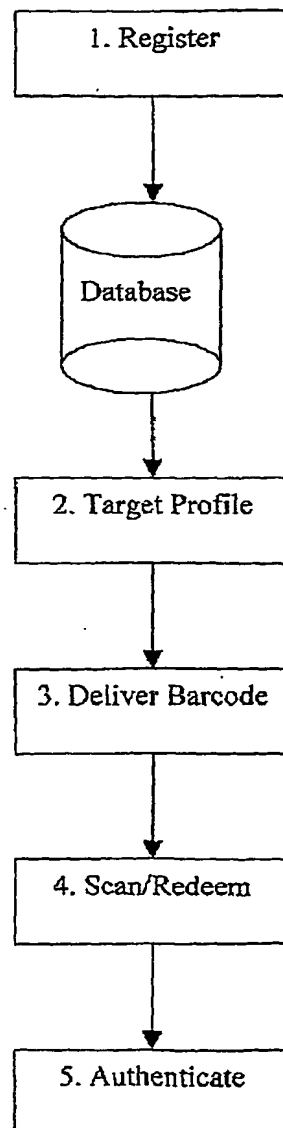 1. Register
Database
2. Target Profile
3. Deliver Barcode
4. Scan/Redeem
5. Authenticate